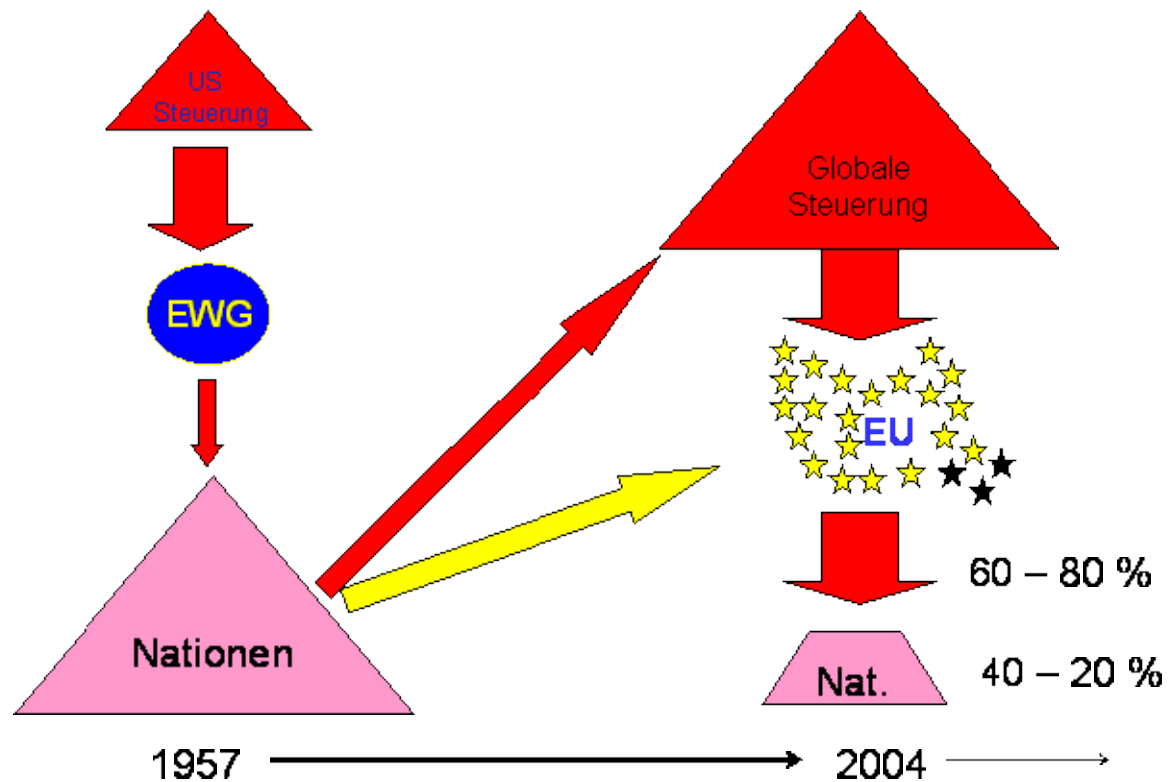 US
Steuerung
EWG
Nationen
1957
Globale
Steuerung
EU
60 – 80 %
Nat.
40 – 20 %
2004